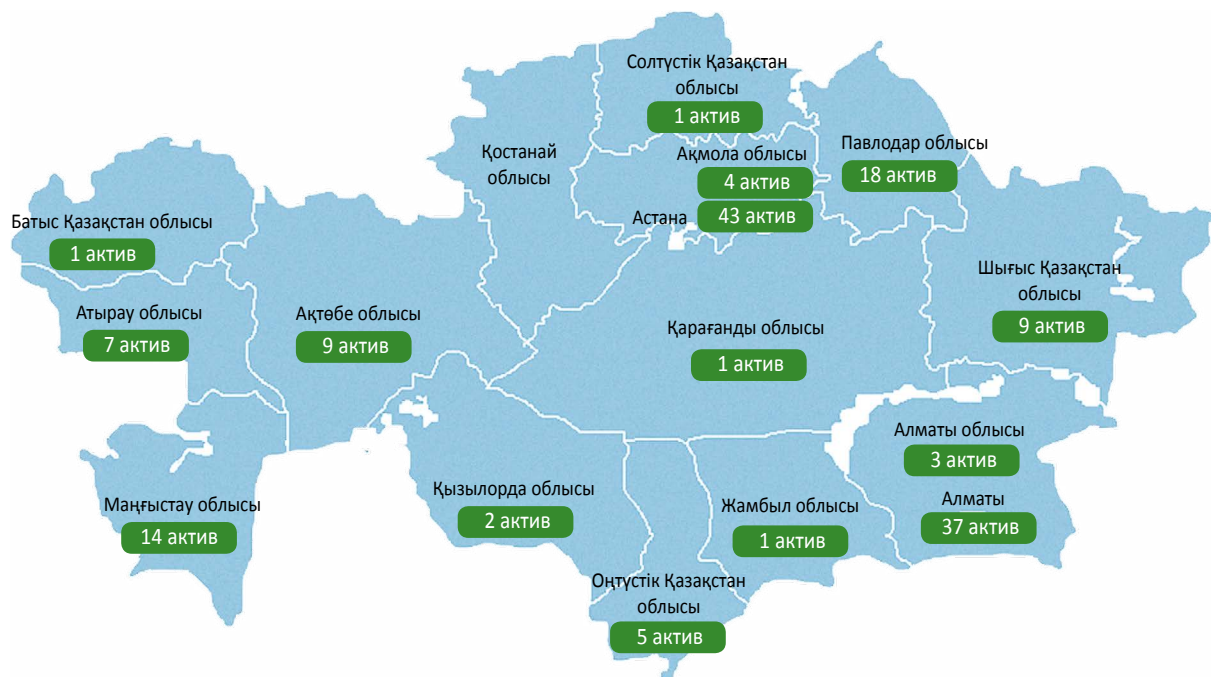 Солтүстік Қазақстан
облысы
1 актив
Қостанай
облысы
Ақмола облысы
4 актив
Астана
43 актив
Павлодар облысы
18 актив
Батыс Қазақстан облысы
1 актив
Атырау облысы
7 актив
Ақтөбе облысы
9 актив
Қарағанды облысы
1 актив
Шығыс Қазақстан
облысы
9 актив
Алматы облысы
3 актив
Алматы
37 актив
Маңғыстау облысы
14 актив
Қызылорда облысы
2 актив
Жамбыл облысы
1 актив
Оңтүстік Қазақстан
облысы
5 актив